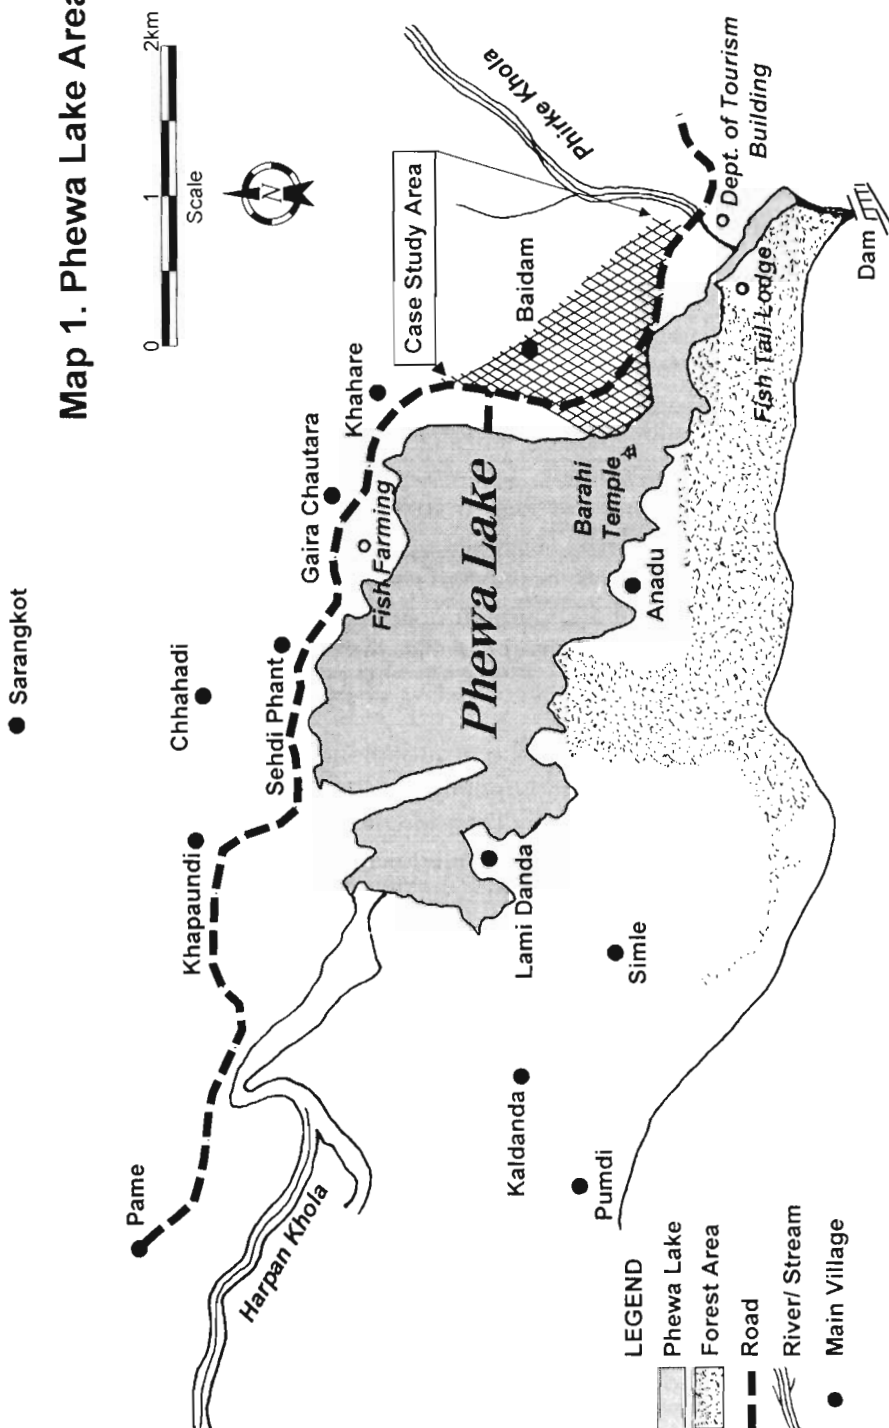 Map 1. Phewa Lake Area
0
1
2km
Scale
N
Sarangkot
Chhahadi
Pame
Khapaundi
Sehdi Phant
Gaira Chautara
Khahare
Fish Farming
Case Study Area
Baidam
Phirke Khola
Harpan Khola
Phewa Lake
Barahi
Temple
Lami Danda
Anadu
Dept. of Tourism
Building
Fish Tail Lodge
Dam
Kaldanda
Simle
Pumdi
LEGEND
Phewa Lake
Forest Area
Road
River/ Stream
Main Village